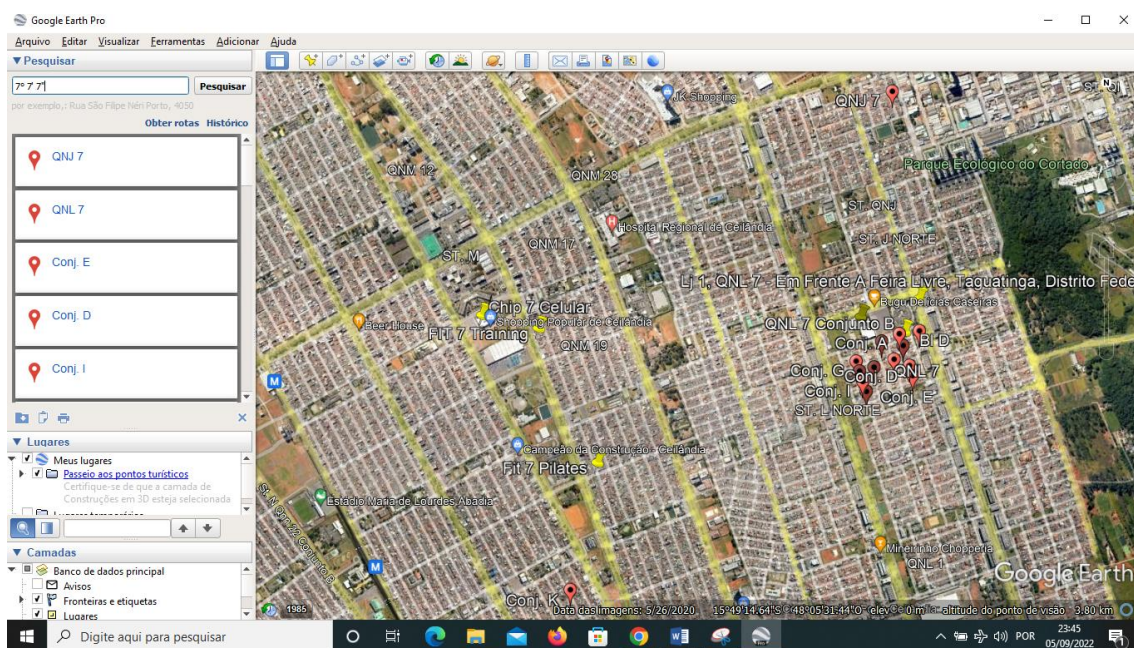 Google Earth Pro
Arquivo Editar Visualizar Ferramentas Adicionar Ajuda
Pesquisar
7º 7' 7"
Pesquisar
por exemplo,: Rua São Filipe Néri Porto, 4050
Obter rotas Histórico
QNJ 7
QNL 7
Conj. E
Conj. D
Conj. I
Lugares
Meus lugares
Passeio aos pontos turísticos
Certifique-se de que a camada de
Construções em 3D esteja selecionada
Lugares temporários
Camadas
Banco de dados principal
Avisos
Fronteiras e etiquetas
Lugares
N
JK Shopping
QNJ 7
QNM 12
QNM 28
Parque Ecológico do Cortado
ST. QNJ
Hospital Regional de Ceilândia
QNM 17
ST. M
ST. J NORTE
Lj 1, QNL 7 - Em Frente A Feira Livre, Taguatinga, Distrito Fede
Bugu Delícias Caseiras
Chip 7 Celular
Beer House
Shopping Popular de Ceilândia
QNL 7 Conjunto B
FIT 7 Training
Conj. A
B D
QNM 19
Conj. G
Conj. D
QNL 7
M
Conj. I
Conj. E
ST. L NORTE
Campeão da Construção - Ceilândia
Fit 7 Pilates
Estádio Maria de Lourdes Abadia
Mineirinho Chopperia
QNL 1
M
Google Earth
Conj. K
1985
Data das imagens: 5/26/2020 15°49'14.64"S 48°05'31.44"O elev 0 m altitude do ponto de visão 3.80 km
Digite aqui para pesquisar
POR
23:45
05/09/2022